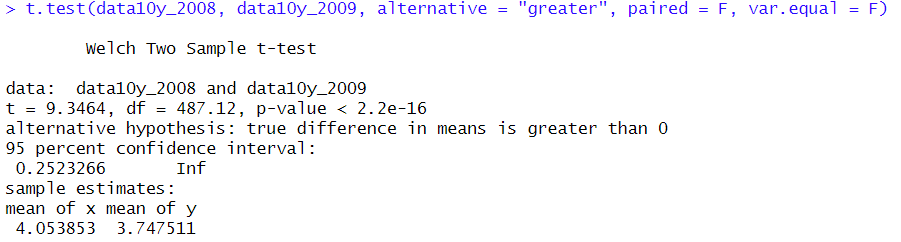 > t.test(data10y_2008, data10y_2009, alternative = "greater", paired = F, var.equal = F)
Welch Two Sample t-test
data:  data10y_2008 and data10y_2009
t = 9.3464, df = 487.12, p-value < 2.2e-16
alternative hypothesis: true difference in means is greater than 0
95 percent confidence interval:
 0.2523266       Inf
sample estimates:
mean of x mean of y
 4.053853  3.747511